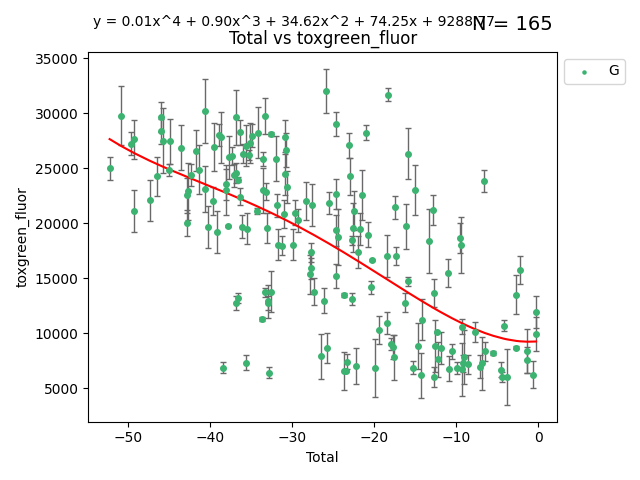 y = 0.01x^4 + 0.90x^3 + 34.62x^2 + 74.25x + 9288.77
N = 165
Total vs toxgreen_fluor
35000
30000
25000
20000
15000
10000
5000
toxgreen_fluor
−50
−40
−30
−20
−10
0
Total
G